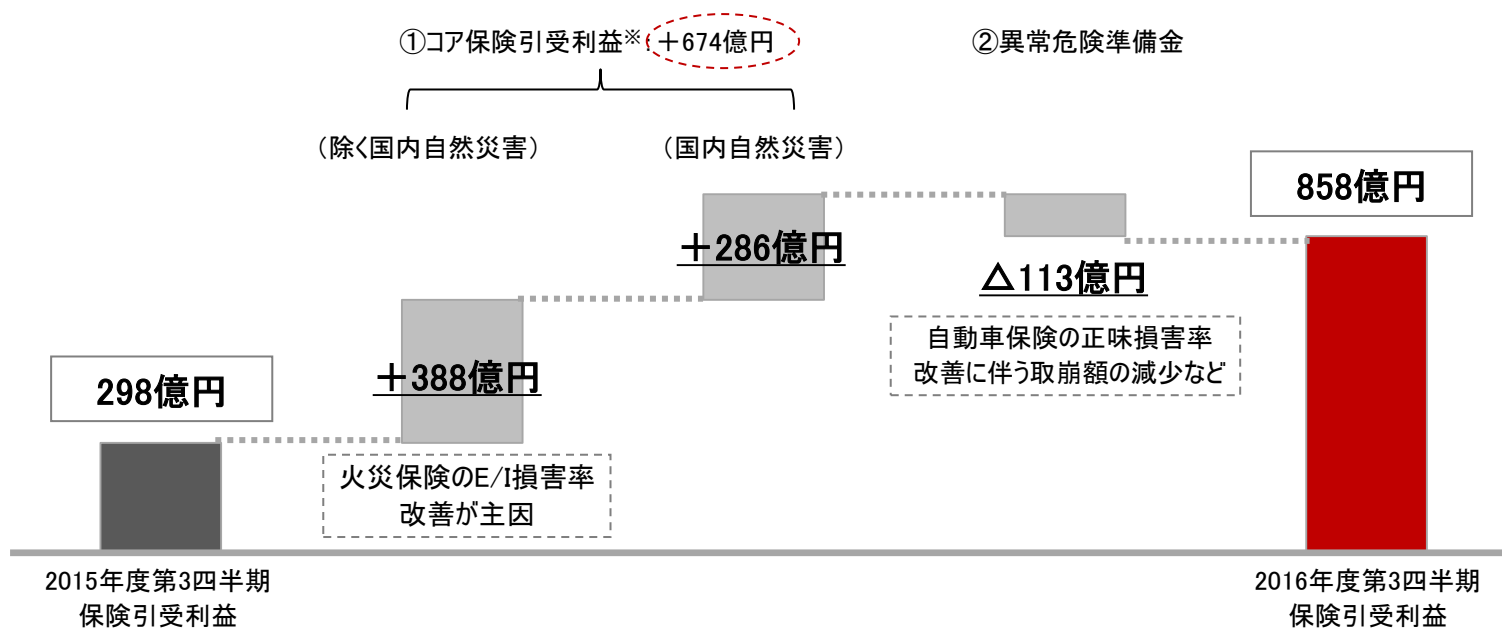 ①コア保険引受利益※：＋674億円
②異常危険準備金
（除く国内自然災害）
（国内自然災害）
858億円
＋286億円
△113億円
自動車保険の正味損害率
改善に伴う取崩額の減少など
298億円
＋388億円
火災保険のE/I損害率
改善が主因
2015年度第3四半期
保険引受利益
2016年度第3四半期
保険引受利益